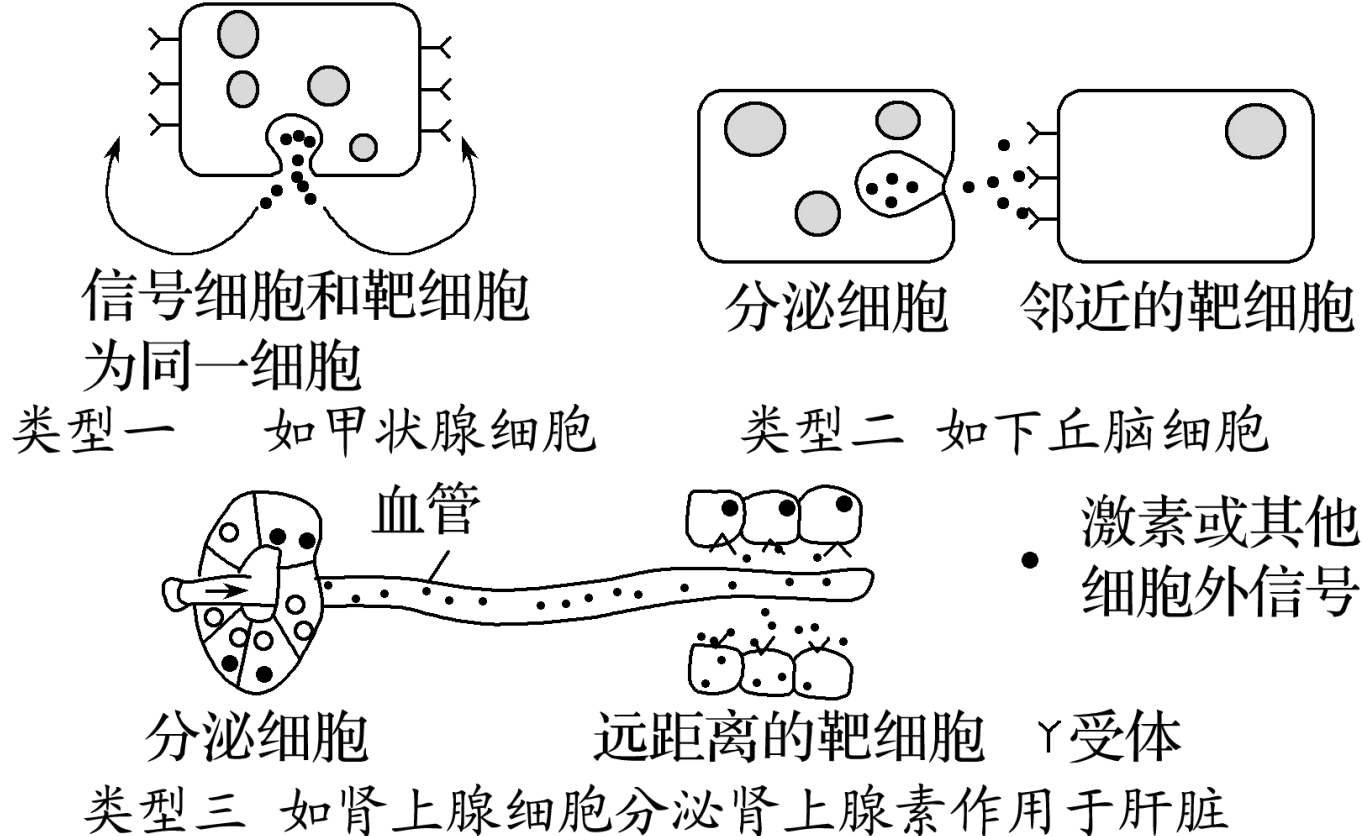 信号细胞和靶细胞
为同一细胞
分泌细胞
邻近的靶细胞
类型一 如甲状腺细胞
类型二 如下丘脑细胞
血管
激素或其他
细胞外信号
分泌细胞
远距离的靶细胞
受体
类型三 如肾上腺细胞分泌肾上腺素作用于肝脏